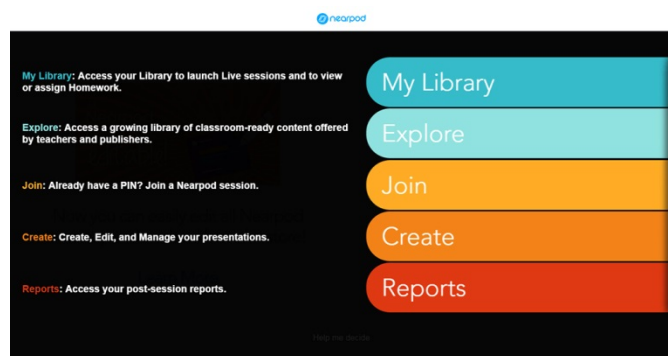 nearpod
My Library: Access your Library to launch Live sessions and to view
or assign Homework.
My Library
Explore: Access a growing library of classroom-ready content offered
by teachers and publishers.
Explore
Join: Already have a PIN? Join a Nearpod session.
Join
Create: Create, Edit, and Manage your presentations.
Create
Reports: Access your post-session reports.
Reports
Help me decide